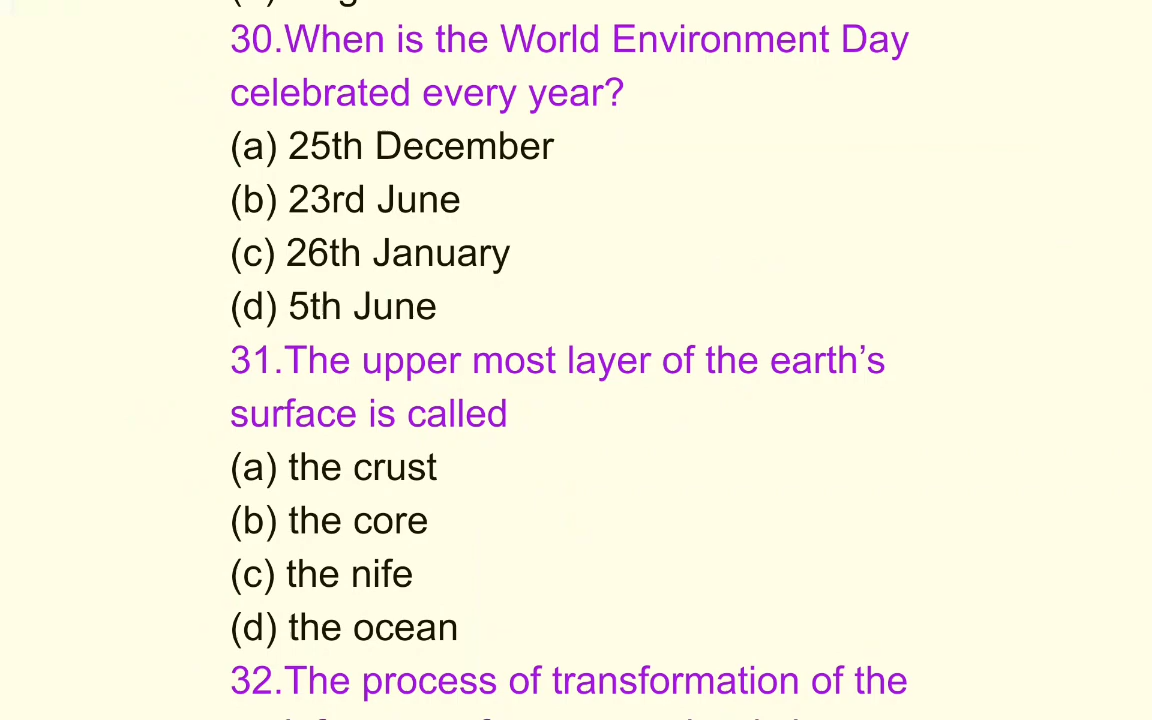 30.When is the World Environment Day
celebrated every year?
(a) 25th December
(b) 23rd June
(c) 26th January
(d) 5th June
31.The upper most layer of the earth’s
surface is called
(a) the crust
(b) the core
(c) the nife
(d) the ocean
32.The process of transformation of the